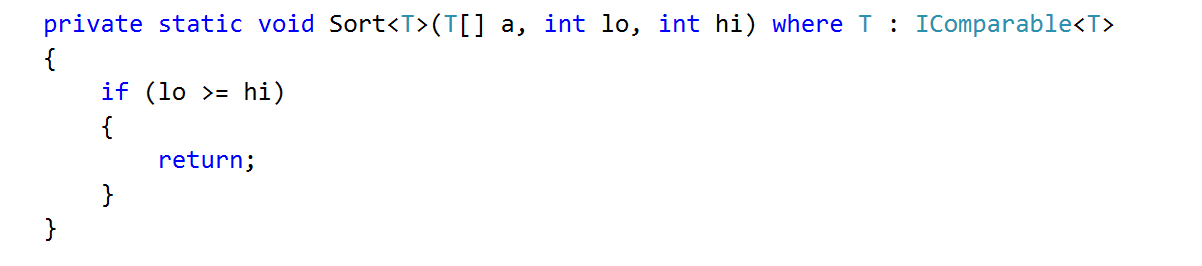 private static void Sort<T>(T[] a, int lo, int hi) where T : IComparable<T>
{
    if (lo >= hi)
    {
        return;
    }
}